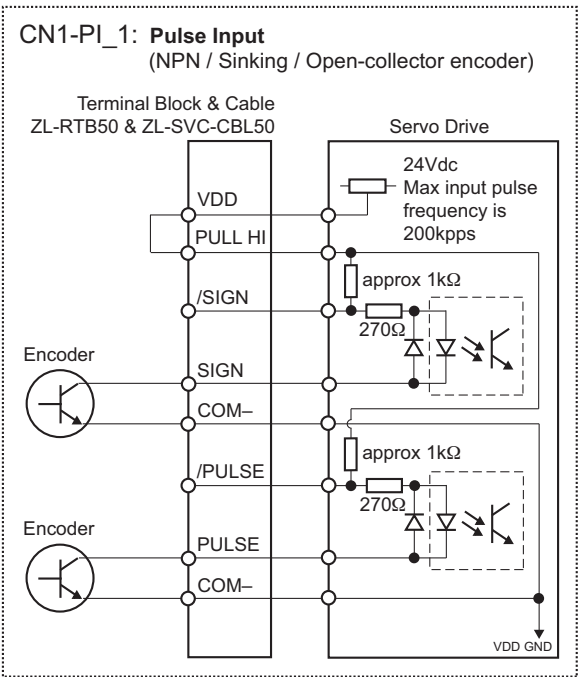 CN1-PI_1: Pulse Input
(NPN / Sinking / Open-collector encoder)
Terminal Block & Cable
ZL-RTB50 & ZL-SVC-CBL50
Servo Drive
24Vdc
Max input pulse
frequency is
200kpps
VDD
PULL HI
approx 1kΩ
/SIGN
270Ω
Encoder
SIGN
COM–
approx 1kΩ
/PULSE
270Ω
Encoder
PULSE
COM–
VDD GND